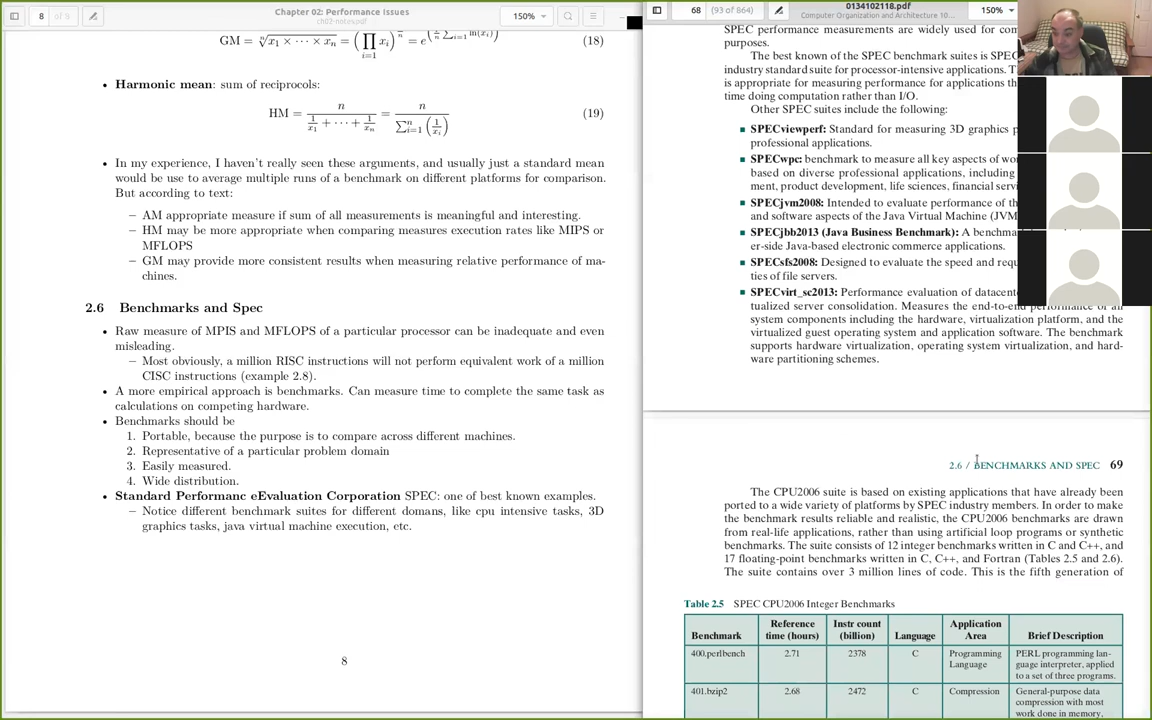 Chapter 02: Performance issues
ch02-notes.pdf
8 of 8
150%
GM = ⁿ√x₁ × ··· × xₙ = (∏ᵢ₌₁ xᵢ)^(1/n) = e^(1/n ∑ᵢ₌₁ ln(xᵢ)) (18)
• Harmonic mean: sum of reciprocals:
HM = n / (1/x₁ + ··· + 1/xₙ) = n / (∑ⁿᵢ₌₁ (1/xᵢ)) (19)
• In my experience, I haven't really seen these arguments, and usually just a standard mean
would be use to average multiple runs of a benchmark on different platforms for comparison.
But according to text:
– AM appropriate measure if sum of all measurements is meaningful and interesting.
– HM may be more appropriate when comparing measures execution rates like MIPS or
MFLOPS
– GM may provide more consistent results when measuring relative performance of ma-
chines.
2.6 Benchmarks and Spec
• Raw measure of MPIS and MFLOPS of a particular processor can be inadequate and even
misleading.
– Most obviously, a million RISC instructions will not perform equivalent work of a million
CISC instructions (example 2.8).
• A more empirical approach is benchmarks. Can measure time to complete the same task as
calculations on competing hardware.
• Benchmarks should be
1. Portable, because the purpose is to compare across different machines.
2. Representative of a particular problem domain
3. Easily measured.
4. Wide distribution.
• Standard Performanc eEvaluation Corporation SPEC: one of best known examples.
– Notice different benchmark suites for different domans, like cpu intensive tasks, 3D
graphics tasks, java virtual machine execution, etc.
8
68 (93 of 864)
0134102118.pdf
Computer Organization and Architecture 10...
150%
SPEC performance measurements are widely used for com
purposes.
The best known of the SPEC benchmark suites is SPEC
industry standard suite for processor-intensive applications. T
is appropriate for measuring performance for applications th
time doing computation rather than I/O.
Other SPEC suites include the following:
■ SPECviewperf: Standard for measuring 3D graphics p
professional applications.
■ SPECwpc: benchmark to measure all key aspects of wor
based on diverse professional applications, including
ment, product development, life sciences, financial servi
■ SPECjvm2008: Intended to evaluate performance of th
and software aspects of the Java Virtual Machine (JVM
■ SPECjbb2013 (Java Business Benchmark): A benchma
er-side Java-based electronic commerce applications.
■ SPECsfs2008: Designed to evaluate the speed and requ
ties of file servers.
■ SPECvirt_sc2013: Performance evaluation of datacente
tualized server consolidation. Measures the end-to-end performance of all
system components including the hardware, virtualization platform, and the
virtualized guest operating system and application software. The benchmark
supports hardware virtualization, operating system virtualization, and hard-
ware partitioning schemes.
2.6 / BENCHMARKS AND SPEC 69
The CPU2006 suite is based on existing applications that have already been
ported to a wide variety of platforms by SPEC industry members. In order to make
the benchmark results reliable and realistic, the CPU2006 benchmarks are drawn
from real-life applications, rather than using artificial loop programs or synthetic
benchmarks. The suite consists of 12 integer benchmarks written in C and C++, and
17 floating-point benchmarks written in C, C++, and Fortran (Tables 2.5 and 2.6).
The suite contains over 3 million lines of code. This is the fifth generation of
Table 2.5 SPEC CPU2006 Integer Benchmarks
Benchmark Reference time (hours) Instr count (billion) Language Application Area Brief Description
400.perlbench 2.71 2378 C Programming Language PERL programming lan-
guage interpreter, applied
to a set of three programs.
401.bzip2 2.68 2472 C Compression General-purpose data
compression with most
work done in memory,